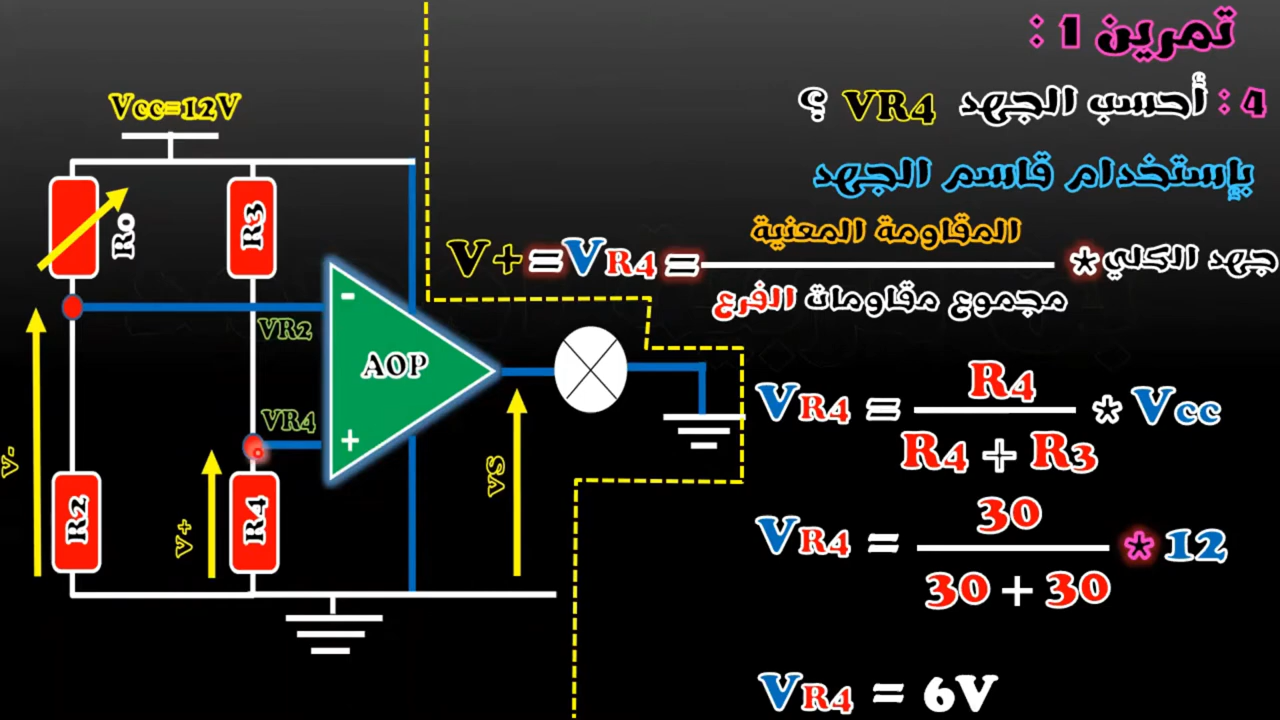 تمرين 1 :
4 : أحسب الجهد VR4 ؟
بإستخدام قاسم الجهد
V+ = VR4 = المقاومة المعنية * جهد الكلي
مجموع مقاومات الفرع
VR4 = R4 * Vcc
R4 + R3
VR4 = 30 * 12
30 + 30
VR4 = 6V
Vcc=12V
R0
R3
-
VR2
AOP
VR4
+
V-
R2
V+
R4
vS